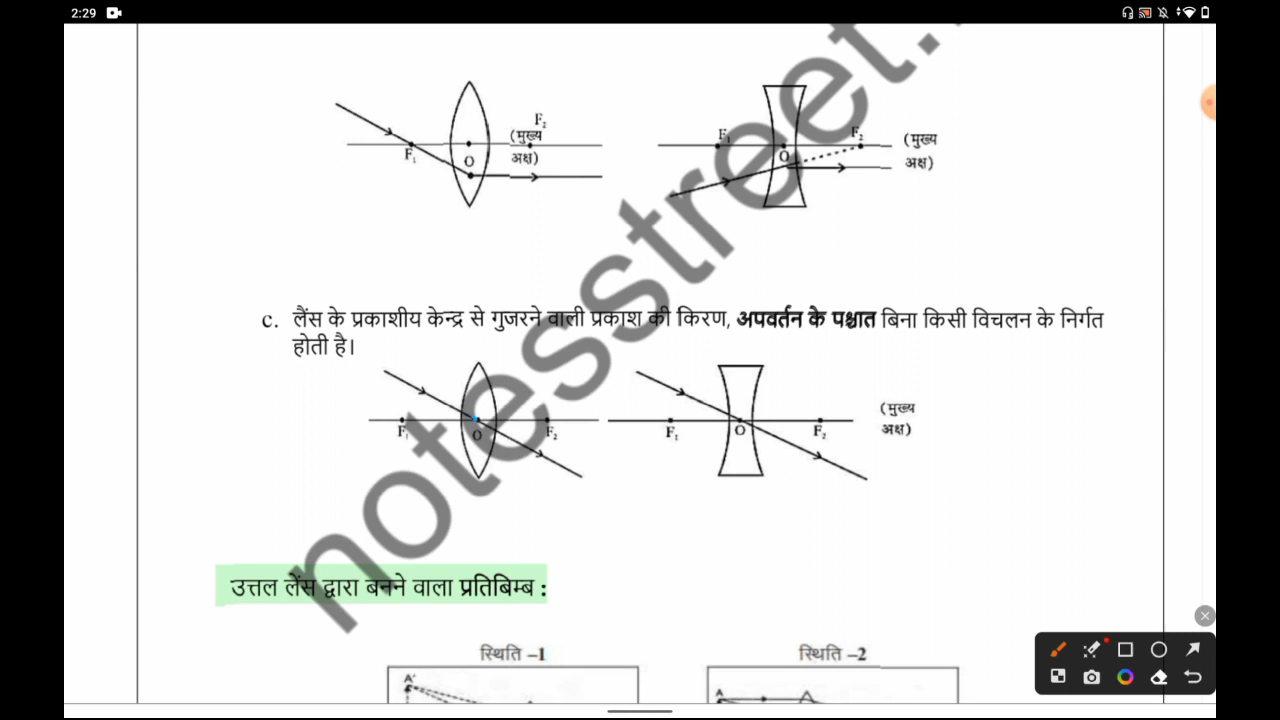 2:29
F₂
(मुख्य
F₁ O अक्ष)
F₁ F₂ (मुख्य
O अक्ष)
c. लैंस के प्रकाशीय केन्द्र से गुजरने वाली प्रकाश की किरण, अपवर्तन के पश्चात बिना किसी विचलन के निर्गत
होती है।
F₁ O F₂
F₁ O F₂ (मुख्य
अक्ष)
उत्तल लेंस द्वारा बनने वाला प्रतिबिम्ब :
स्थिति –1 स्थिति –2
A' A
notesstreet.